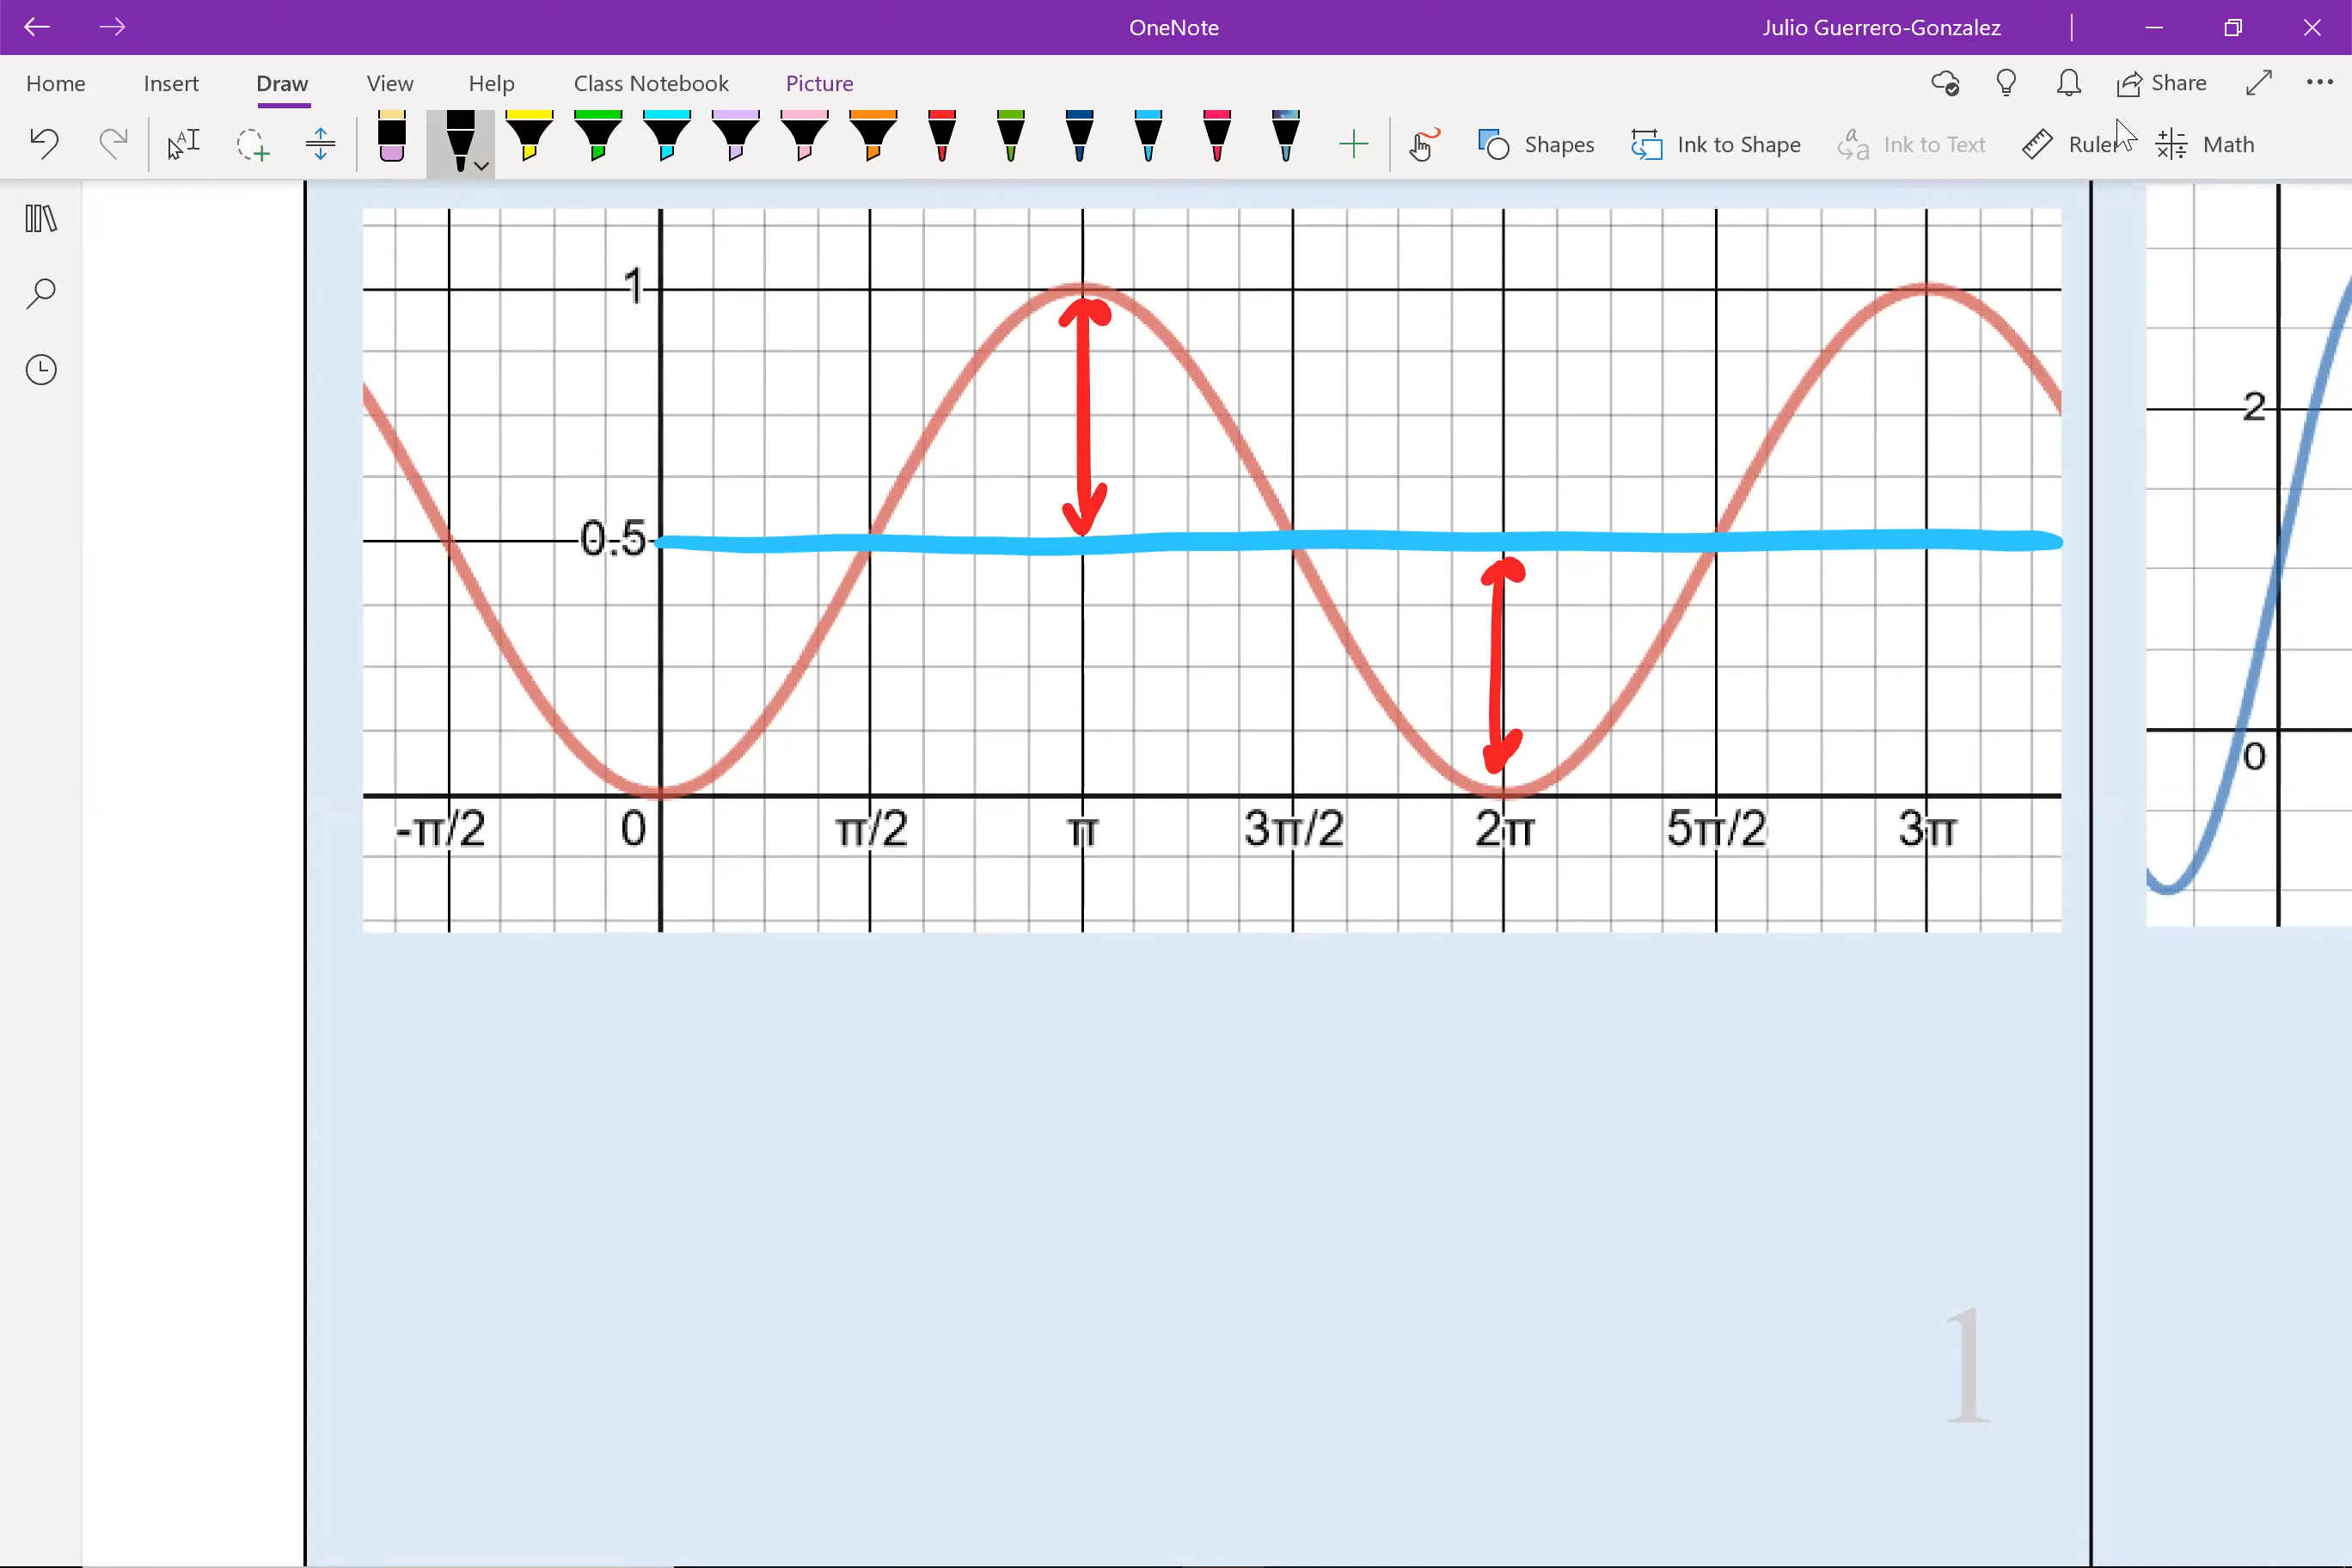 OneNote
Julio Guerrero-Gonzalez
Home Insert Draw View Help Class Notebook Picture
Share
Shapes Ink to Shape Ink to Text Ruler Math
1
0.5
-π/2 0 π/2 π 3π/2 2π 5π/2 3π
2
0
1